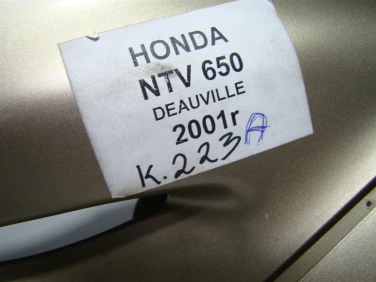 HONDA
NTV 650
DEAUVILLE
2001r
K.223 A